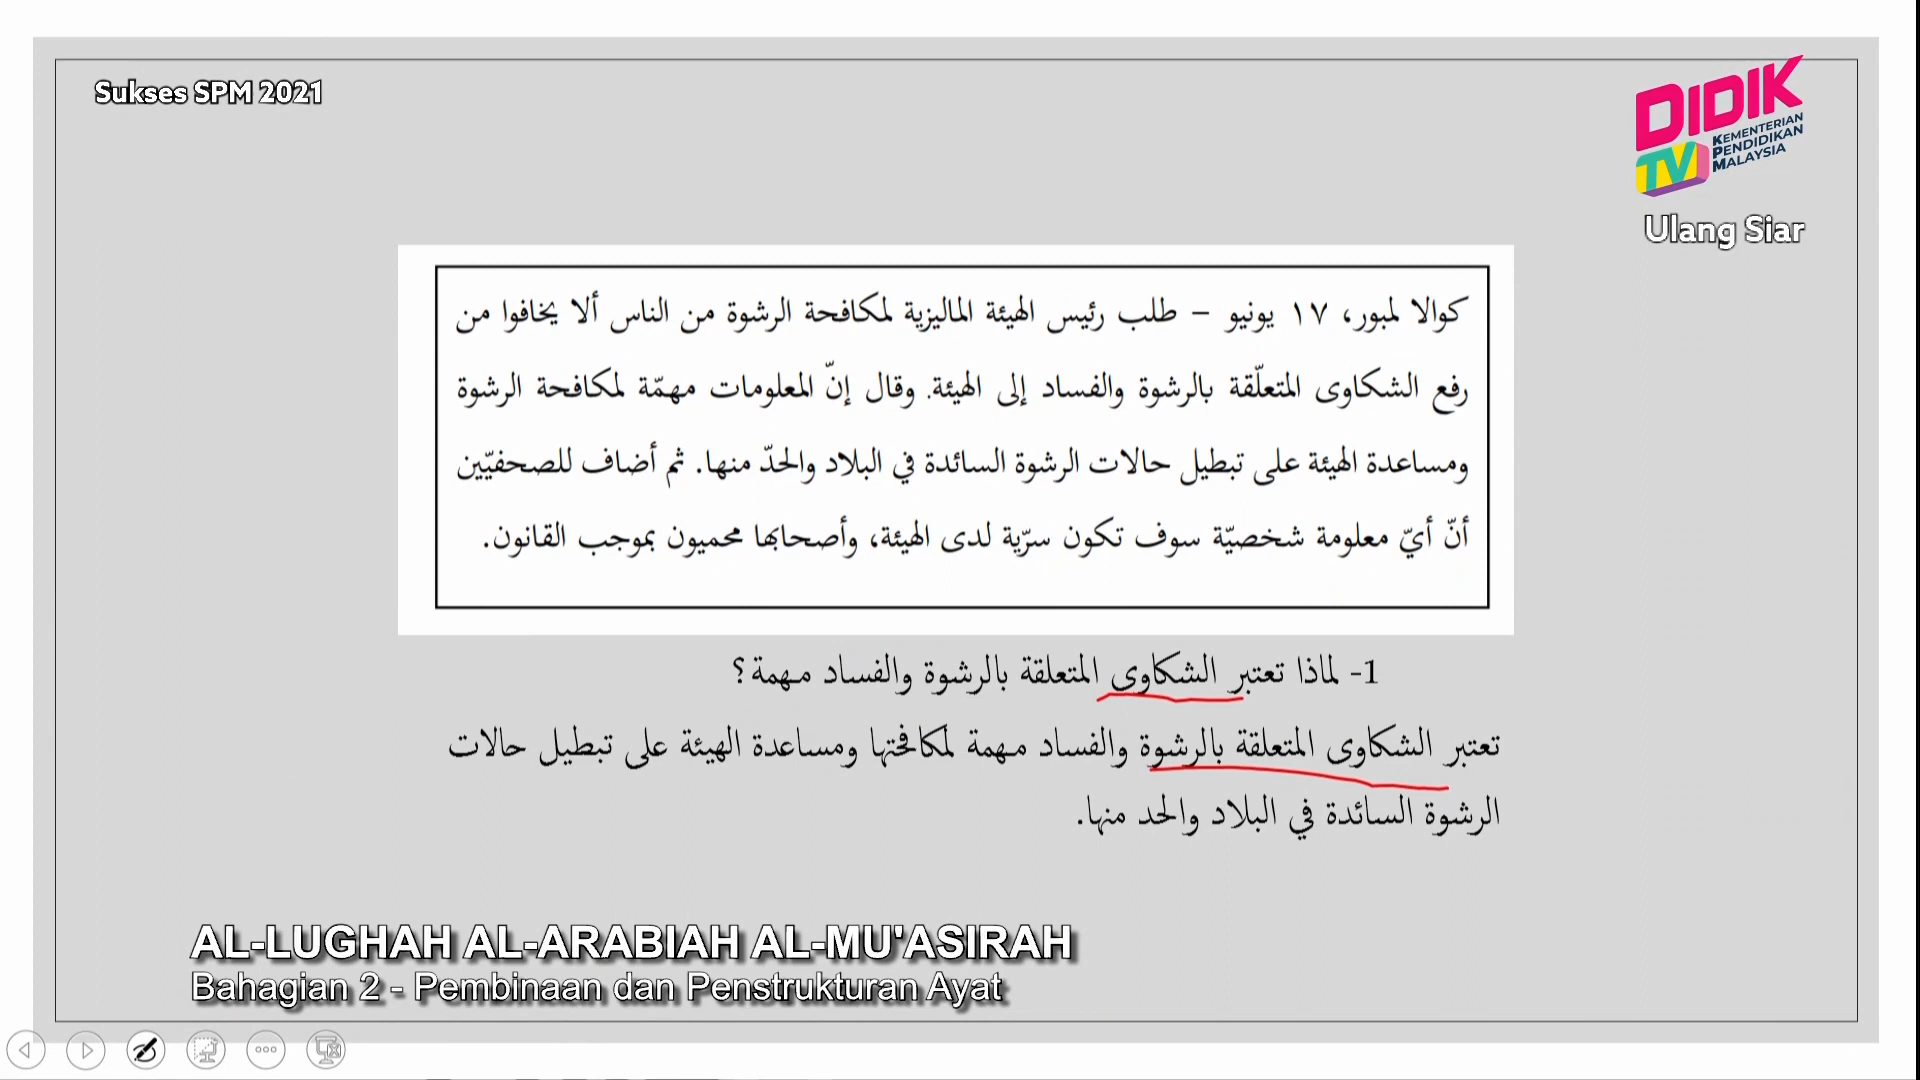 Sukses SPM 2021
DIDIK
TV
KEMENTERIAN
PENDIDIKAN
MALAYSIA
Ulang Siar
كوالا لمبور، ١٧ يونيو – طلب رئيس الهيئة الماليزية لمكافحة الرشوة من الناس ألا يخافوا من
رفع الشكاوى المتعلّقة بالرشوة والفساد إلى الهيئة. وقال إنّ المعلومات مهمّة لمكافحة الرشوة
ومساعدة الهيئة على تبطيل حالات الرشوة السائدة في البلاد والحدّ منها. ثم أضاف للصحفيّين
أنّ أيّ معلومة شخصيّة سوف تكون سرّية لدى الهيئة، وأصحابها محميون بموجب القانون.
1- لماذا تعتبر الشكاوى المتعلقة بالرشوة والفساد مهمة؟
تعتبر الشكاوى المتعلقة بالرشوة والفساد مهمة لمكافحتها ومساعدة الهيئة على تبطيل حالات
الرشوة السائدة في البلاد والحد منها.
AL-LUGHAH AL-ARABIAH AL-MU'ASIRAH
Bahagian 2 - Pembinaan dan Penstrukturan Ayat